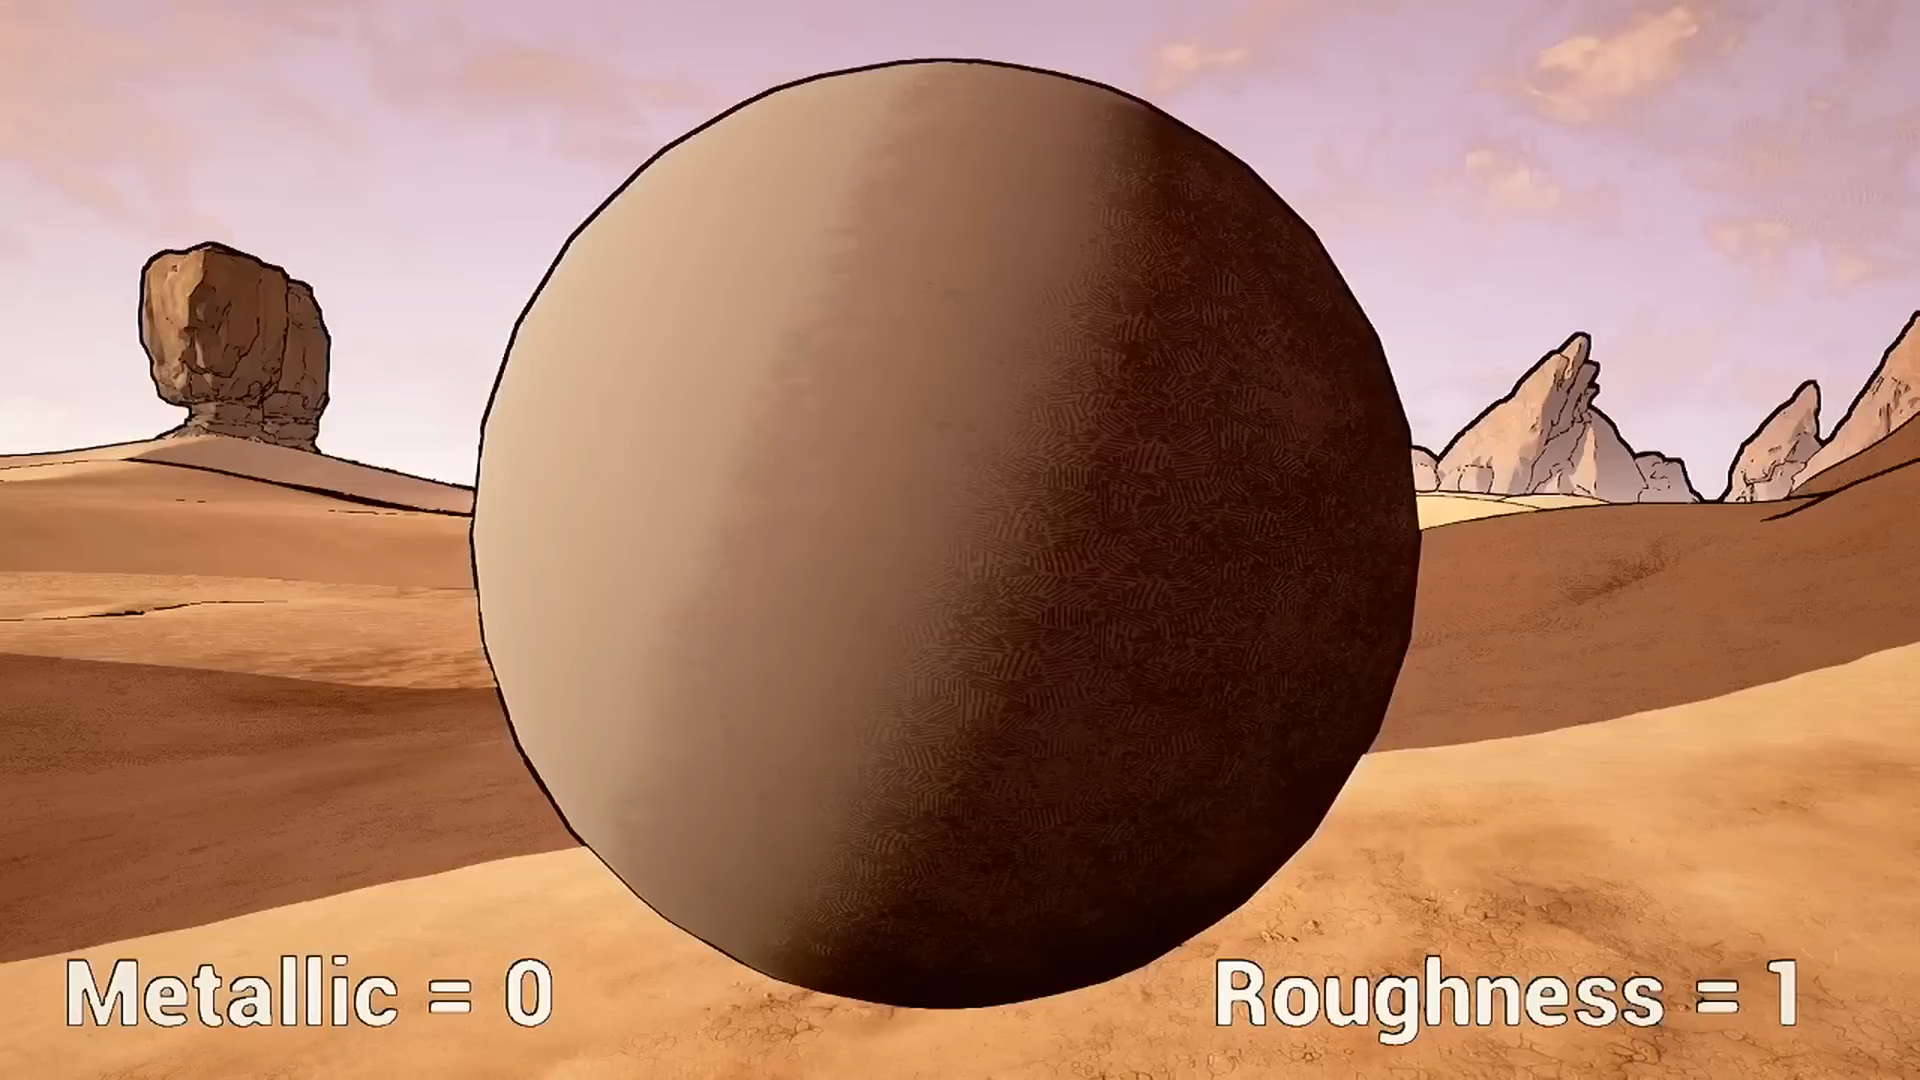 Metallic = 0
Roughness = 1